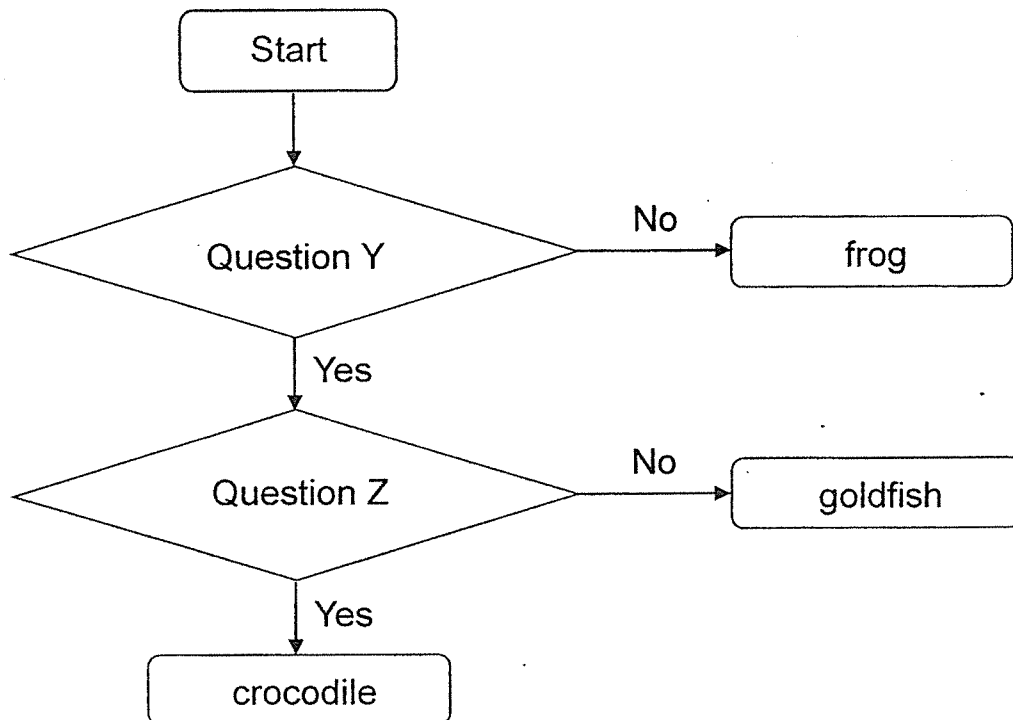 Start
Question Y
No
frog
Yes
Question Z
No
goldfish
Yes
crocodile